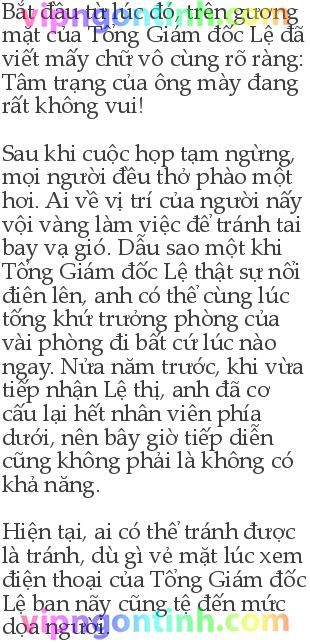 Bắt đầu từ lúc đó, trên gương
vipngontinh.com
mặt của Tổng Giám đốc Lệ đã
viết mấy chữ vô cùng rõ ràng:
Tâm trạng của ông mày đang
rất không vui!
Sau khi cuộc họp tạm ngừng,
mọi người đều thở phào một
hơi. Ai về vị trí của người nấy
vội vàng làm việc để tránh tai
bay vạ gió. Dẫu sao một khi
Tổng Giám đốc Lệ thật sự nổi
điên lên, anh có thể cùng lúc
tống khứ trưởng phòng của
vài phòng đi bất cứ lúc nào
ngay. Nửa năm trước, khi vừa
tiếp nhận Lệ thị, anh đã cơ
cấu lại hết nhân viên phía
dưới, nên bây giờ tiếp diễn
cũng không phải là không có
khả năng.
Hiện tại, ai có thể tránh được
là tránh, dù gì vẻ mặt lúc xem
điện thoại của Tổng Giám đốc
Lệ ban nãy cũng tệ đến mức
dọa người!
vipngontinh.com